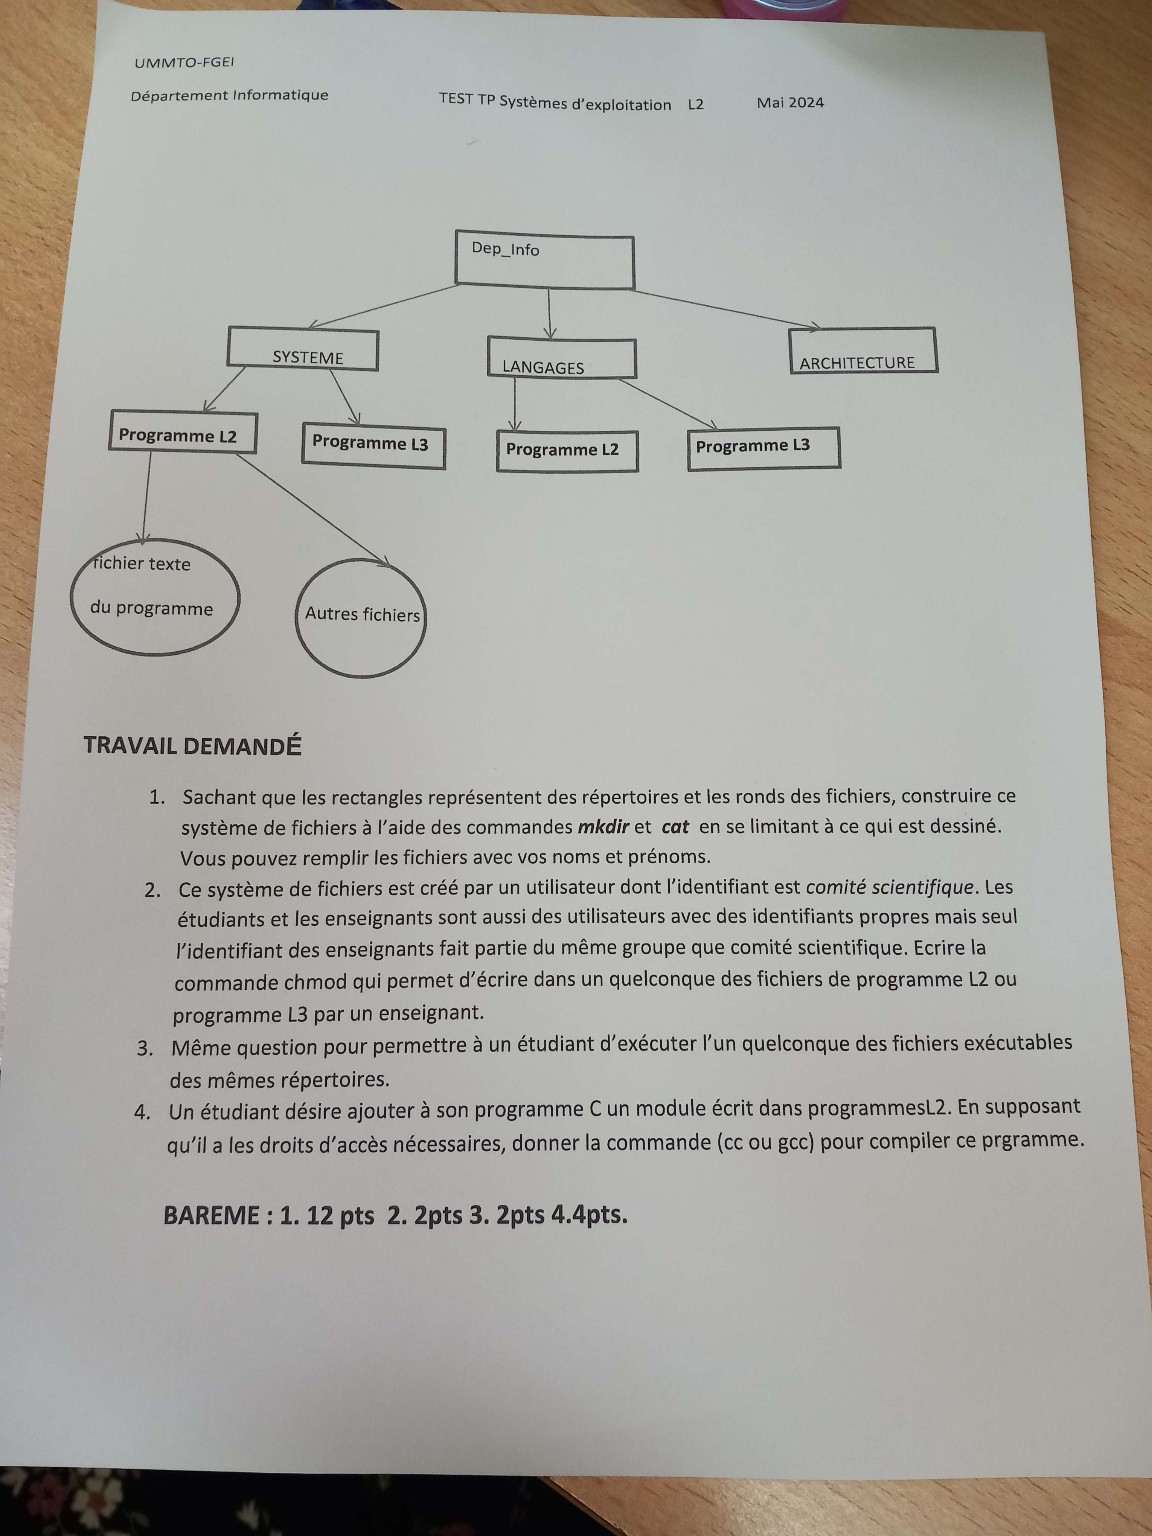 UMMTO-FGEI
Département Informatique TEST TP Systèmes d'exploitation L2 Mai 2024
Dep_Info
SYSTEME LANGAGES ARCHITECTURE
Programme L2 Programme L3 Programme L2 Programme L3
fichier texte
du programme Autres fichiers
TRAVAIL DEMANDÉ
1. Sachant que les rectangles représentent des répertoires et les ronds des fichiers, construire ce
système de fichiers à l'aide des commandes mkdir et cat en se limitant à ce qui est dessiné.
Vous pouvez remplir les fichiers avec vos noms et prénoms.
2. Ce système de fichiers est créé par un utilisateur dont l'identifiant est comité scientifique. Les
étudiants et les enseignants sont aussi des utilisateurs avec des identifiants propres mais seul
l'identifiant des enseignants fait partie du même groupe que comité scientifique. Ecrire la
commande chmod qui permet d'écrire dans un quelconque des fichiers de programme L2 ou
programme L3 par un enseignant.
3. Même question pour permettre à un étudiant d'exécuter l'un quelconque des fichiers exécutables
des mêmes répertoires.
4. Un étudiant désire ajouter à son programme C un module écrit dans programmesL2. En supposant
qu'il a les droits d'accès nécessaires, donner la commande (cc ou gcc) pour compiler ce prgramme.
BAREME : 1. 12 pts 2. 2pts 3. 2pts 4.4pts.